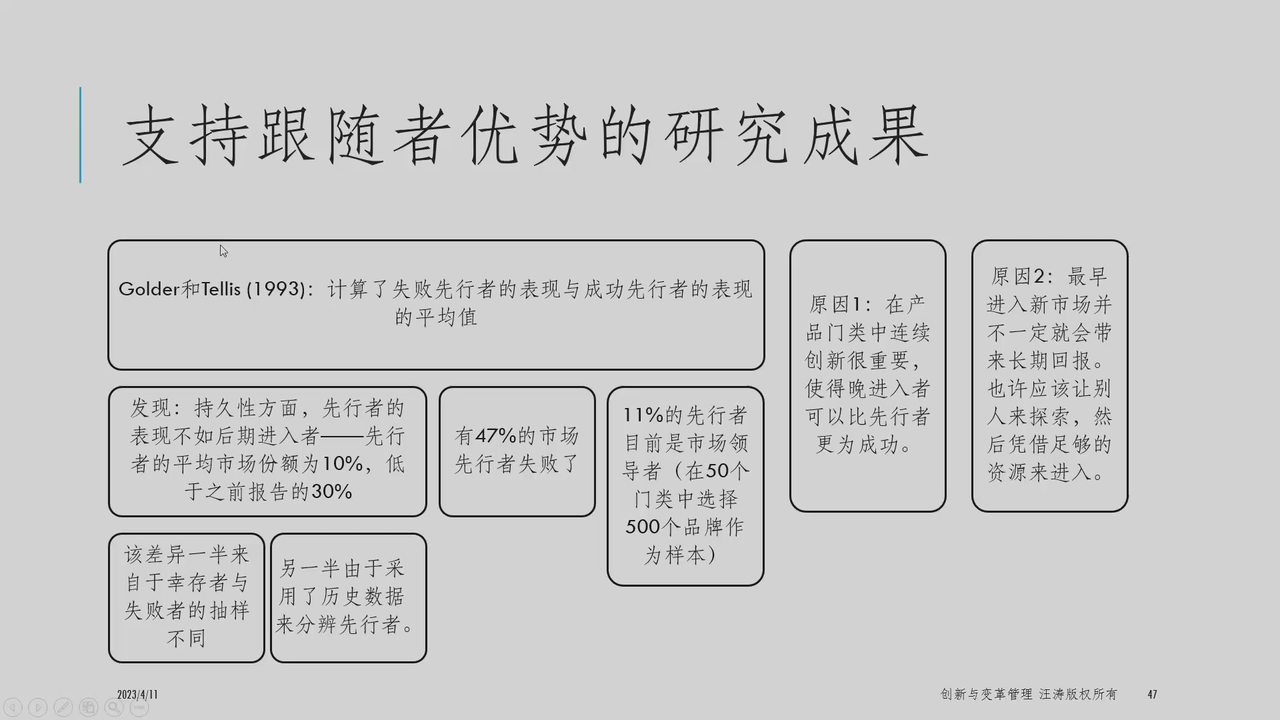 支持跟随者优势的研究成果
Golder和Tellis (1993)：计算了失败先行者的表现与成功先行者的表现
的平均值
发现：持久性方面，先行者的
表现不如后期进入者——先行
者的平均市场份额为10%，低
于之前报告的30%
有47%的市场
先行者失败了
11%的先行者
目前是市场领
导者（在50个
门类中选择
500个品牌作
为样本）
该差异一半来
自于幸存者与
失败者的抽样
不同
另一半由于采
用了历史数据
来分辨先行者。
原因1：在产
品门类中连续
创新很重要，
使得晚进入者
可以比先行者
更为成功。
原因2：最早
进入新市场并
不一定就会带
来长期回报。
也许应该让别
人来探索，然
后凭借足够的
资源来进入。
2023/4/11
创新与变革管理 汪涛版权所有
47